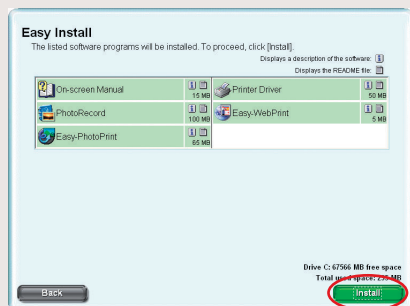 Easy Install
The listed software programs will be installed. To proceed, click [Install].
Displays a description of the software:
Displays the README file:
On-screen Manual
15 MB
Printer Driver
50 MB
PhotoRecord
100 MB
Easy-WebPrint
5 MB
Easy-PhotoPrint
65 MB
Drive C: 67566 MB free space
Total used space: 235 MB
Back
Install